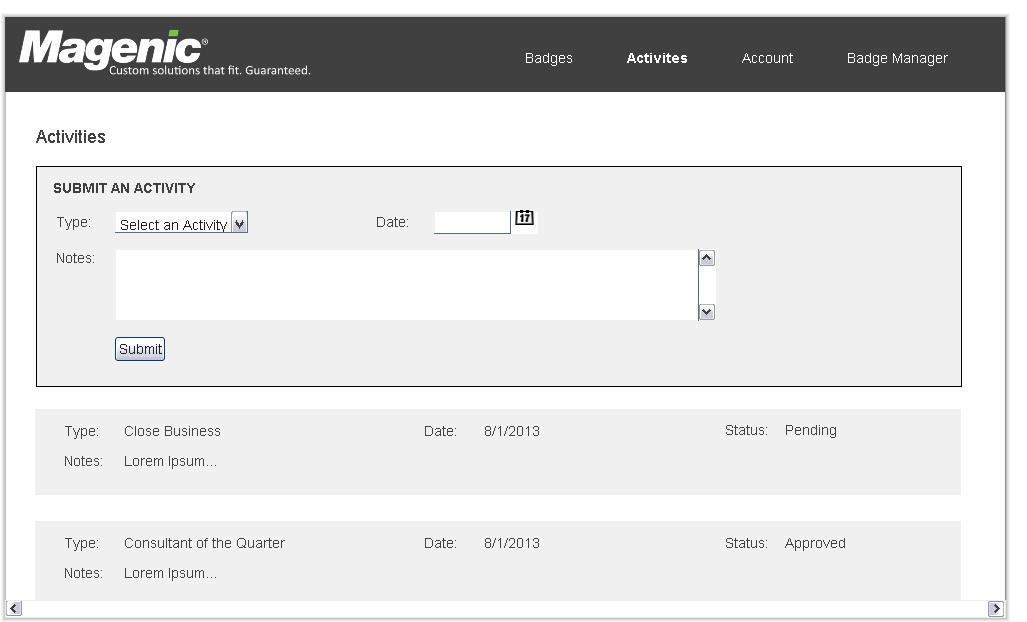 Magenic®
Custom solutions that fit. Guaranteed.
Badges Activites Account Badge Manager
Activities
SUBMIT AN ACTIVITY
Type: Select an Activity Date: 17
Notes:
Submit
Type: Close Business Date: 8/1/2013 Status: Pending
Notes: Lorem Ipsum...
Type: Consultant of the Quarter Date: 8/1/2013 Status: Approved
Notes: Lorem Ipsum...